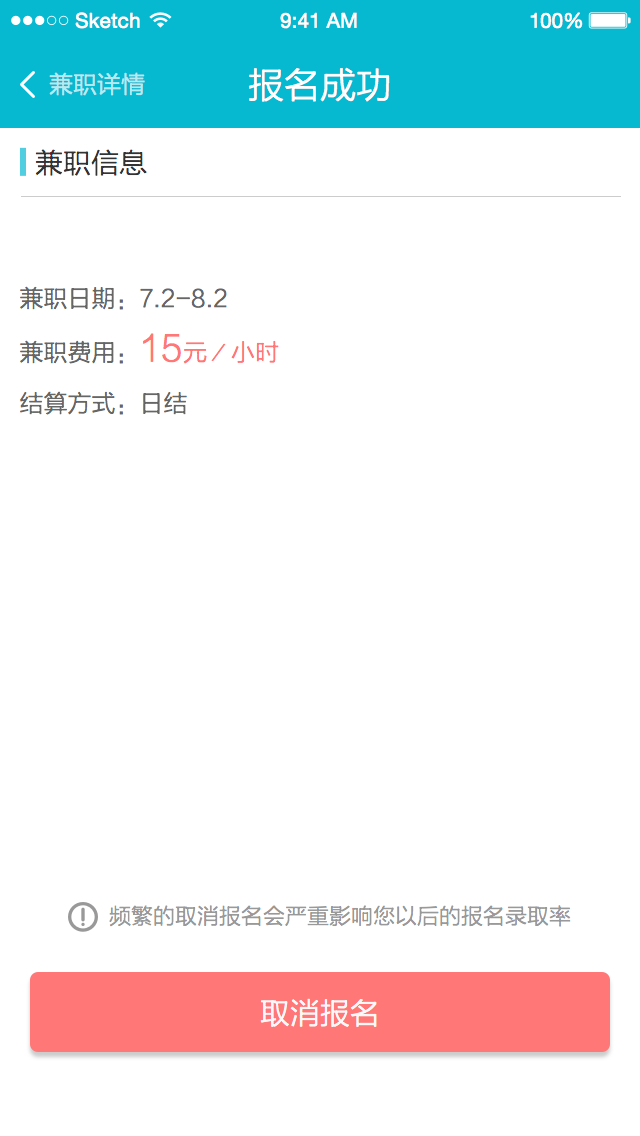 Sketch 9:41 AM 100%
兼职详情 报名成功
兼职信息
兼职日期：7.2-8.2
兼职费用：15元／小时
结算方式：日结
频繁的取消报名会严重影响您以后的报名录取率
取消报名